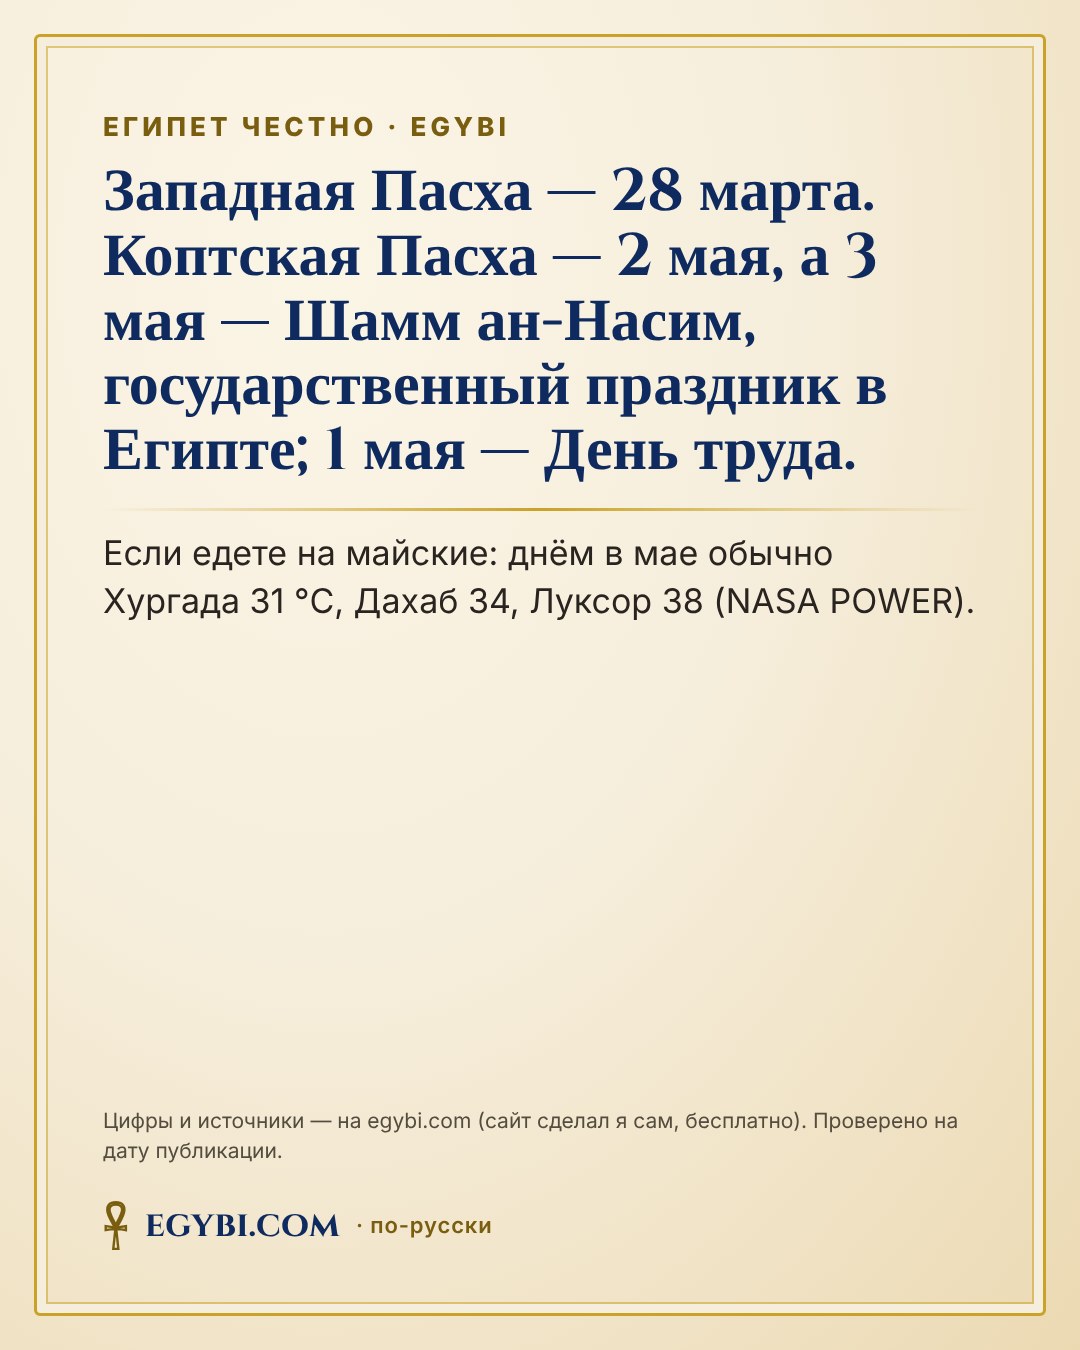 ЕГИПЕТ ЧЕСТНО · EGYBI
Западная Пасха — 28 марта.
Коптская Пасха — 2 мая, а 3
мая — Шамм ан-Насим,
государственный праздник в
Египте; 1 мая — День труда.
Если едете на майские: днём в мае обычно
Хургада 31 °C, Дахаб 34, Луксор 38 (NASA POWER).
Цифры и источники — на egybi.com (сайт сделал я сам, бесплатно). Проверено на
дату публикации.
EGYBI.COM · по-русски